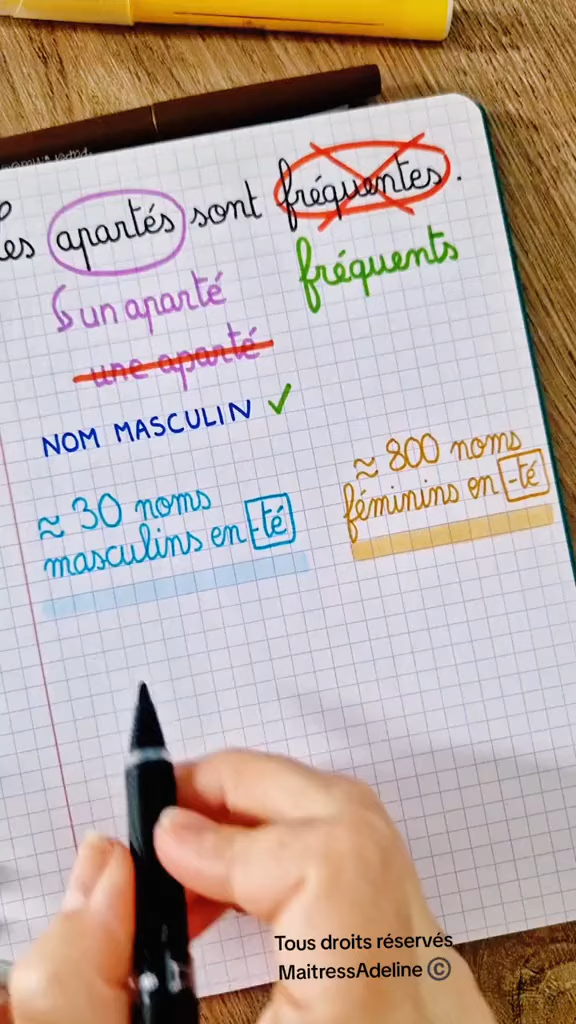 es apartés sont fréquentes.
un aparté
fréquents
une aparté
NOM MASCULIN ✓
≈ 30 noms
masculins en -té
≈ 800 noms
féminins en -té
Tous droits réservés
MaitressAdeline ©